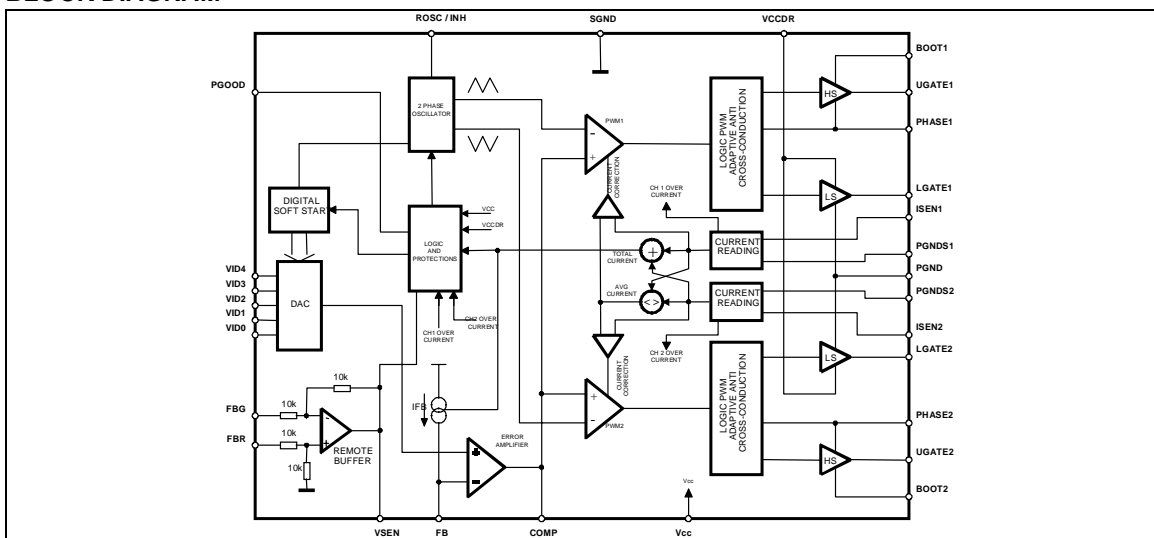 BLOCK DIAGRAM
ROSC / INH
SGND
VCCDR
BOOT1
PGOOD
2 PHASE
OSCILLATOR
PWM1
LOGIC PWM
ADAPTIVE ANTI
CROSS-CONDUCTION
HS
UGATE1
PHASE1
CURRENT
CORRECTION
CH 1 OVER
CURRENT
LS
LGATE1
ISEN1
DIGITAL
SOFT START
LOGIC
AND
PROTECTIONS
VCC
VCCDR
TOTAL
CURRENT
CURRENT
READING
PGNDS1
PGND
VID4
VID3
VID2
VID1
VID0
DAC
AVG
CURRENT
< >
CURRENT
READING
PGNDS2
ISEN2
CH1 OVER
CURRENT
CH2 OVER
CURRENT
CH 2 OVER
CURRENT
LS
LGATE2
CURRENT
CORRECTION
LOGIC PWM
ADAPTIVE ANTI
CROSS-CONDUCTION
10k
IFB
PWM2
PHASE2
FBG
10k
FBR
10k
10k
REMOTE
BUFFER
ERROR
AMPLIFIER
HS
UGATE2
BOOT2
Vcc
VSEN
FB
COMP
Vcc